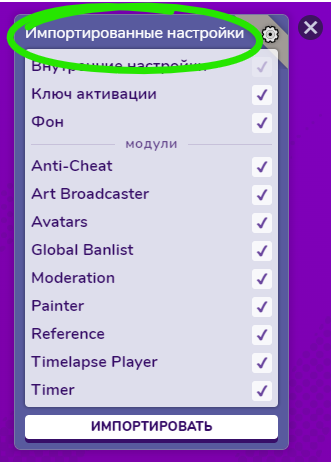 Импортированные настройки
Внутренние настройки
Ключ активации
Фон
модули
Anti-Cheat
Art Broadcaster
Avatars
Global Banlist
Moderation
Painter
Reference
Timelapse Player
Timer
ИМПОРТИРОВАТЬ